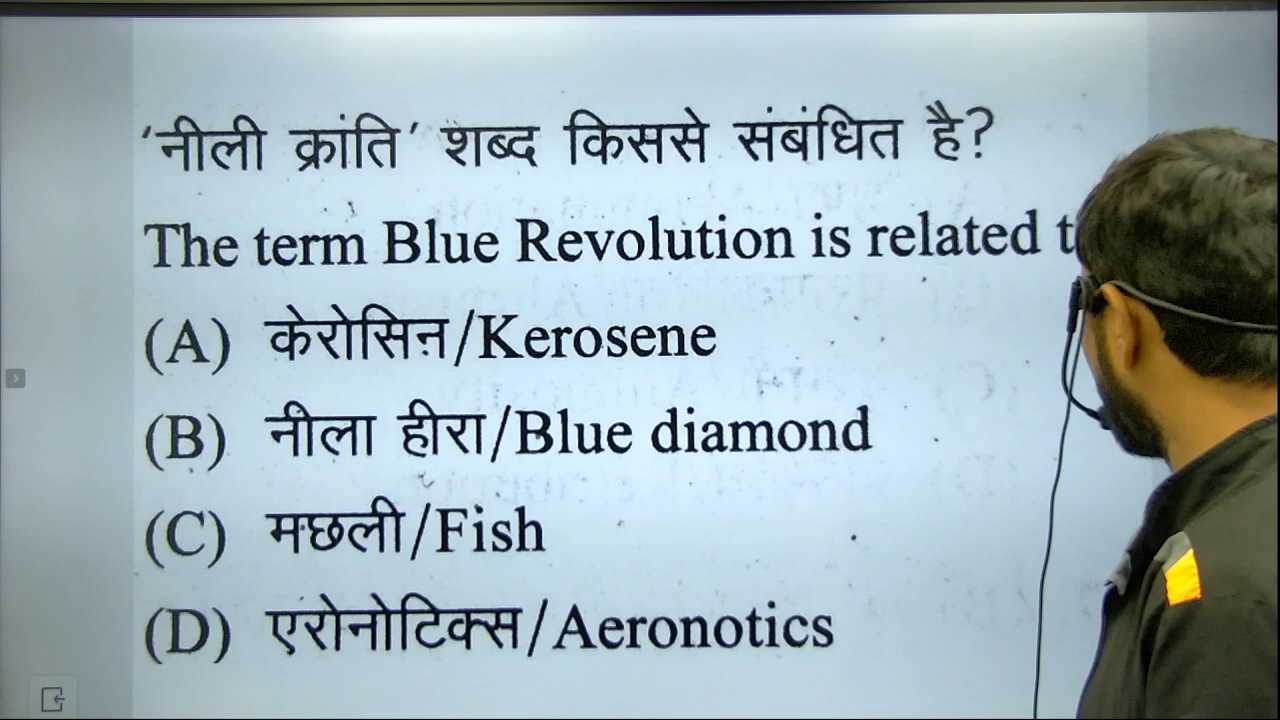 ‘नीली क्रांति’ शब्द किससे संबंधित है?
The term Blue Revolution is related
(A) केरोसिन/Kerosene
(B) नीला हीरा/Blue diamond
(C) मछली/Fish
(D) एरोनोटिक्स/Aeronotics